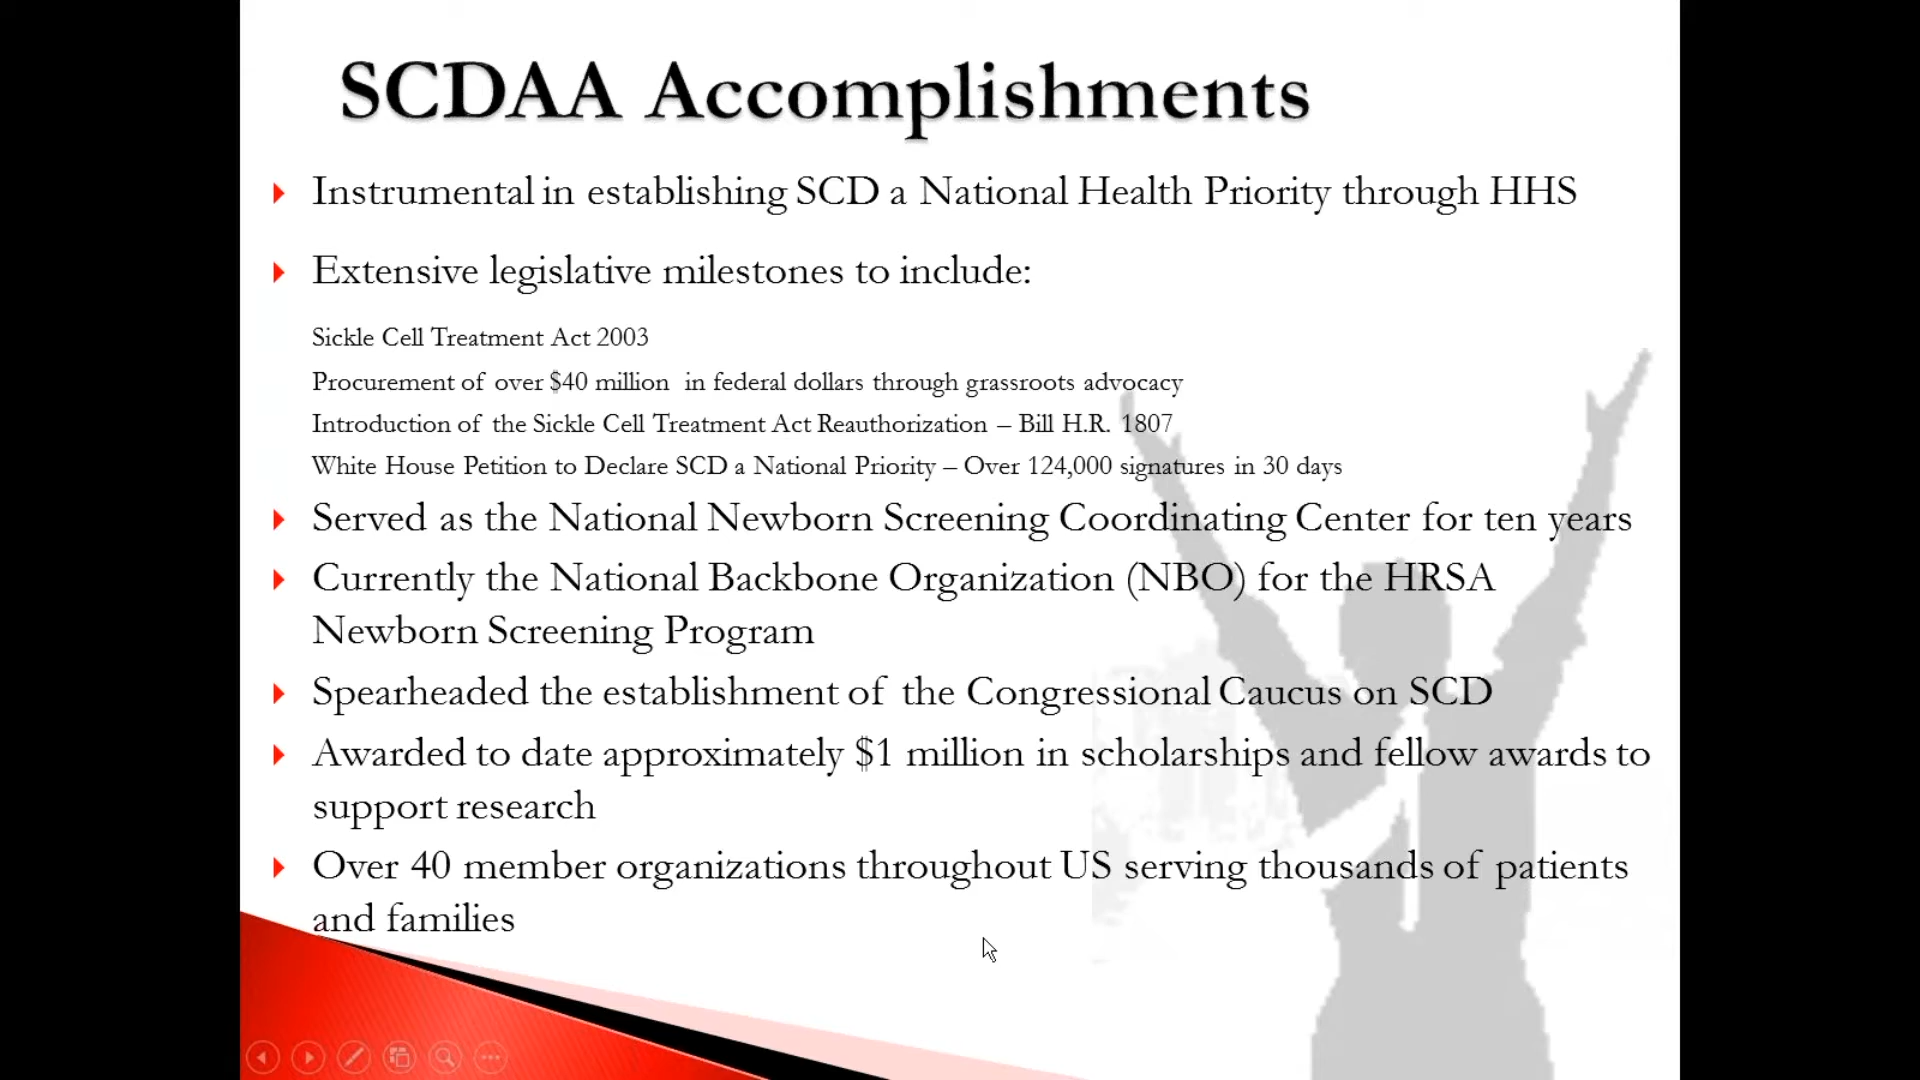 SCDAA Accomplishments
Instrumental in establishing SCD a National Health Priority through HHS
Extensive legislative milestones to include:
Sickle Cell Treatment Act 2003
Procurement of over $40 million in federal dollars through grassroots advocacy
Introduction of the Sickle Cell Treatment Act Reauthorization – Bill H.R. 1807
White House Petition to Declare SCD a National Priority – Over 124,000 signatures in 30 days
Served as the National Newborn Screening Coordinating Center for ten years
Currently the National Backbone Organization (NBO) for the HRSA
Newborn Screening Program
Spearheaded the establishment of the Congressional Caucus on SCD
Awarded to date approximately $1 million in scholarships and fellow awards to
support research
Over 40 member organizations throughout US serving thousands of patients
and families